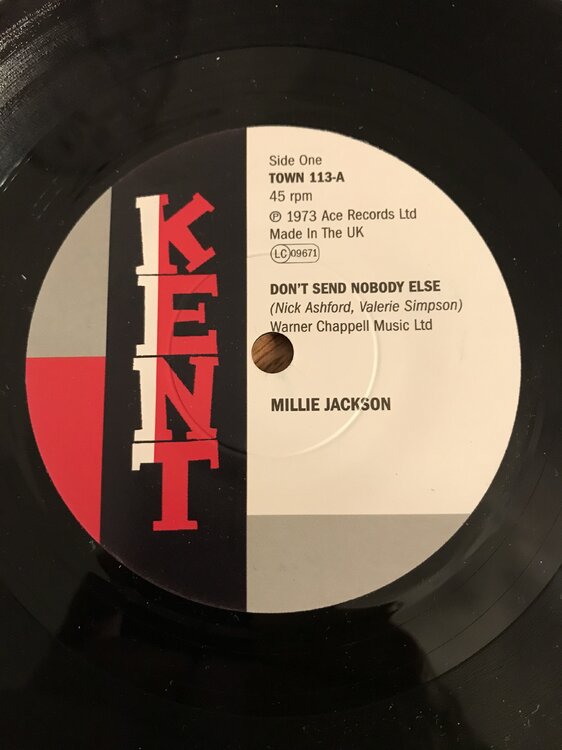 KENT
Side One
TOWN 113-A
45 rpm
℗ 1973 Ace Records Ltd
Made In The UK
LC 09671
DON'T SEND NOBODY ELSE
(Nick Ashford, Valerie Simpson)
Warner Chappell Music Ltd
MILLIE JACKSON